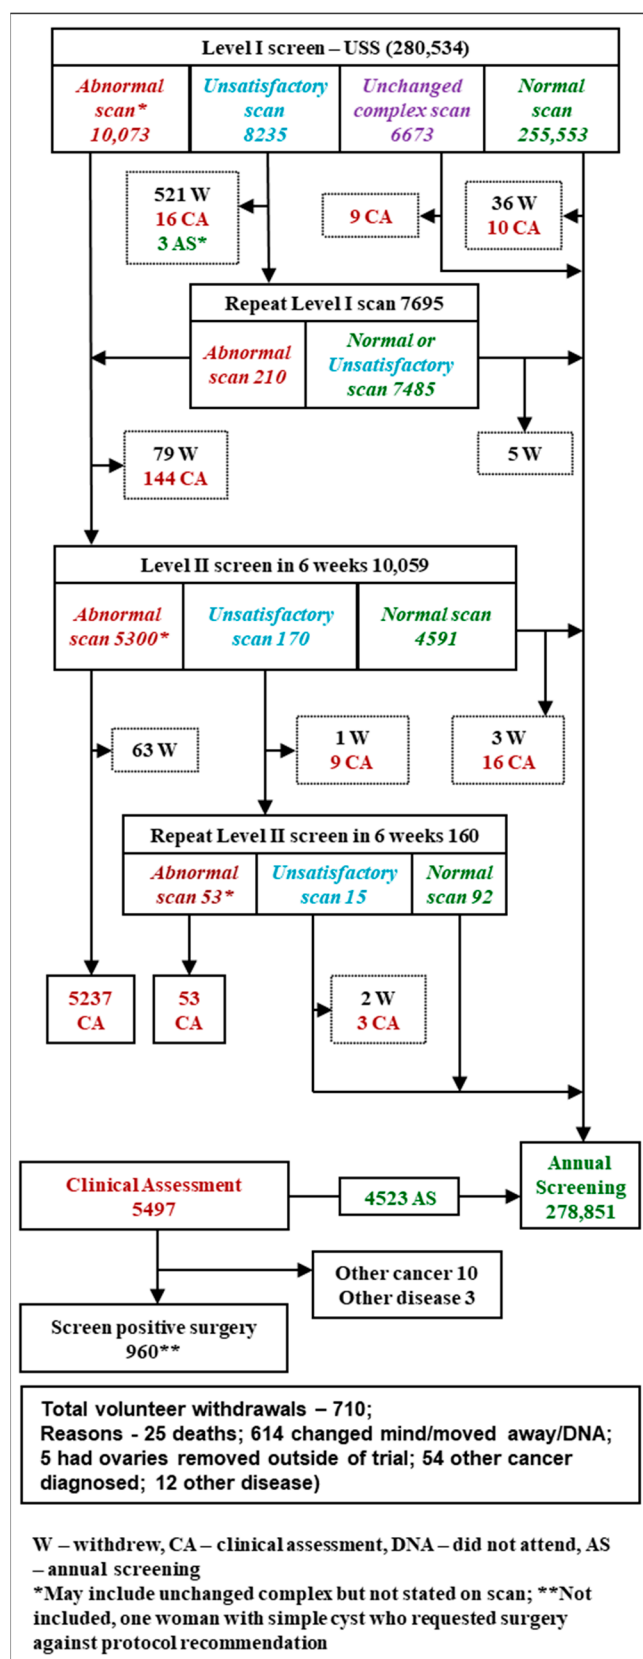 Level I screen – USS (280,534)
Abnormal
scan*
10,073
Unsatisfactory
scan
8235
Unchanged
complex scan
6673
Normal
scan
255,553
521 W
16 CA
3 AS*
9 CA
36 W
10 CA
Repeat Level I scan 7695
Abnormal
scan 210
Normal or
Unsatisfactory
scan 7485
79 W
144 CA
5 W
Level II screen in 6 weeks 10,059
Abnormal
scan 5300*
Unsatisfactory
scan 170
Normal scan
4591
63 W
1 W
9 CA
3 W
16 CA
Repeat Level II screen in 6 weeks 160
Abnormal
scan 53*
Unsatisfactory
scan 15
Normal
scan 92
5237
CA
53
CA
2 W
3 CA
Clinical Assessment
5497
4523 AS
Annual
Screening
278,851
Other cancer 10
Other disease 3
Screen positive surgery
960**
Total volunteer withdrawals – 710;
Reasons - 25 deaths; 614 changed mind/moved away/DNA;
5 had ovaries removed outside of trial; 54 other cancer
diagnosed; 12 other disease)
W – withdrew, CA – clinical assessment, DNA – did not attend, AS
– annual screening
*May include unchanged complex but not stated on scan; **Not
included, one woman with simple cyst who requested surgery
against protocol recommendation